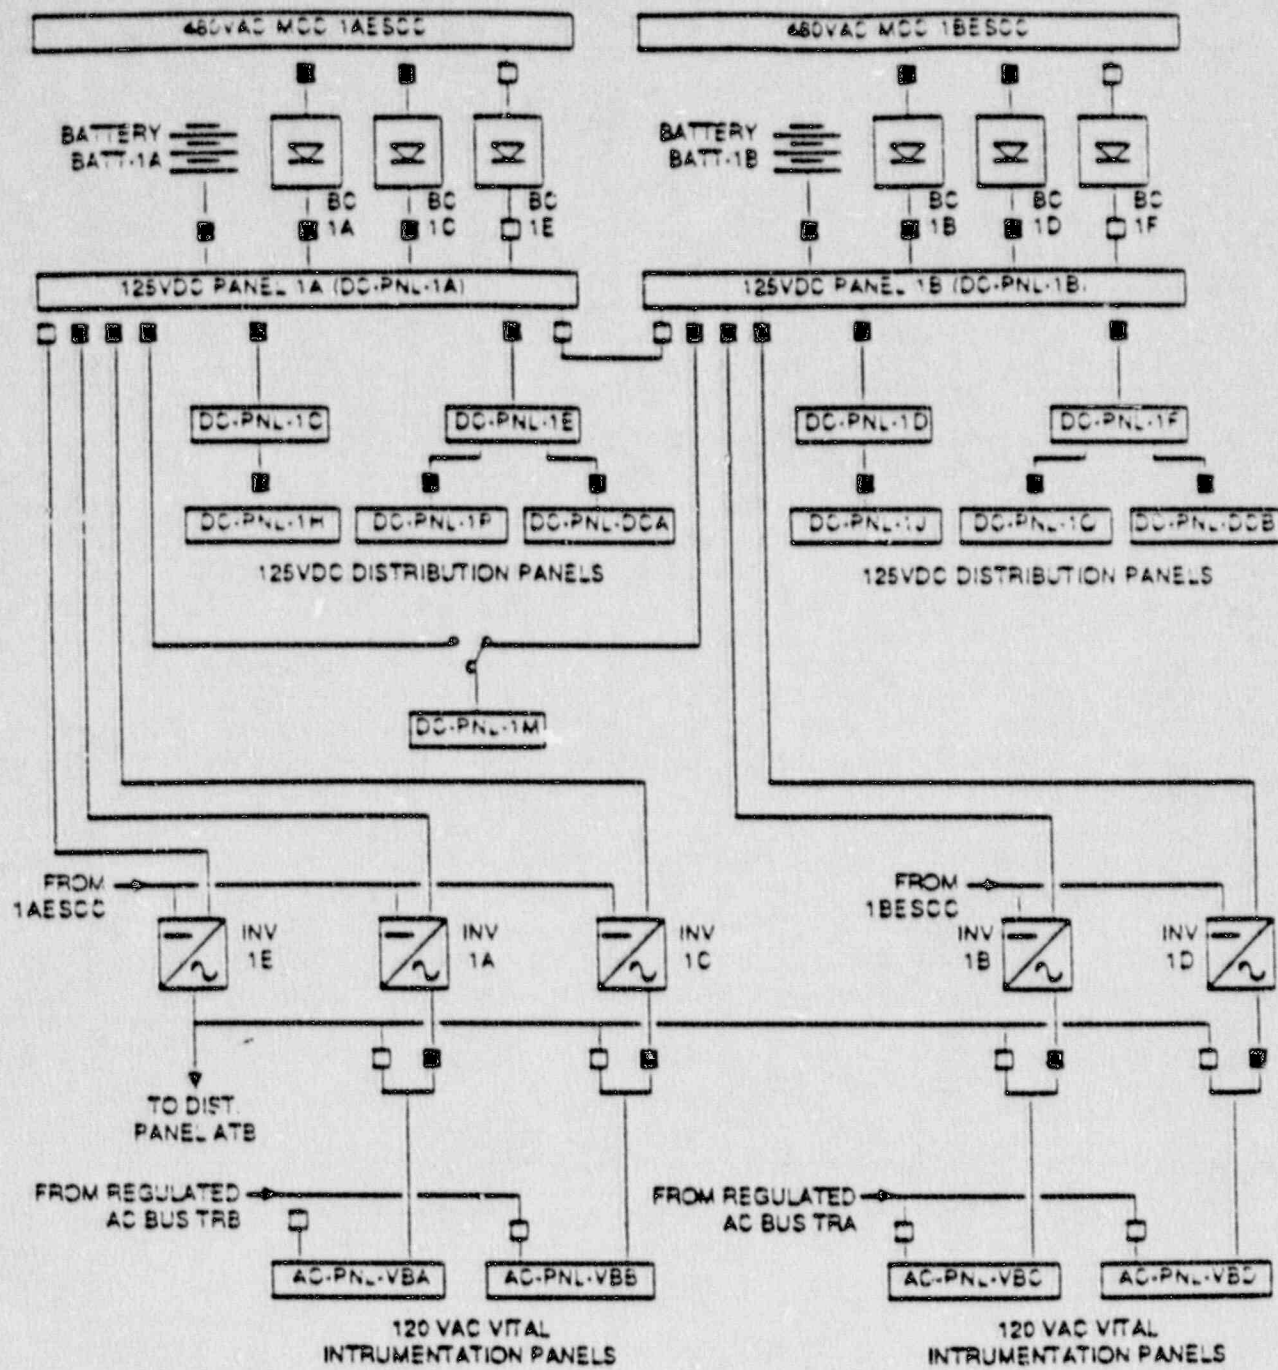 480VAC MCC 1AESCC
480VAC MCC 1BESCC
BATTERY
BATT-1A
BC
1A
BC
1C
BC
1E
BATTERY
BATT-1B
BC
1B
BC
1D
BC
1F
125VDC PANEL 1A (DC-PNL-1A)
125VDC PANEL 1B (DC-PNL-1B)
DC-PNL-1C
DC-PNL-1E
DC-PNL-1D
DC-PNL-1F
DC-PNL-1H
DC-PNL-1P
DC-PNL-DCA
DC-PNL-1J
DC-PNL-1Q
DC-PNL-DCB
125VDC DISTRIBUTION PANELS
125VDC DISTRIBUTION PANELS
DC-PNL-1M
FROM
1AESCC
INV
1E
INV
1A
INV
1C
FROM
1BESCC
INV
1B
INV
1D
TO DIST.
PANEL ATB
FROM REGULATED
AC BUS TRB
FROM REGULATED
AC BUS TRA
AC-PNL-VBA
AC-PNL-VBB
AC-PNL-VBC
AC-PNL-VBD
120 VAC VITAL
INTRUMENTATION PANELS
120 VAC VITAL
INTRUMENTATION PANELS